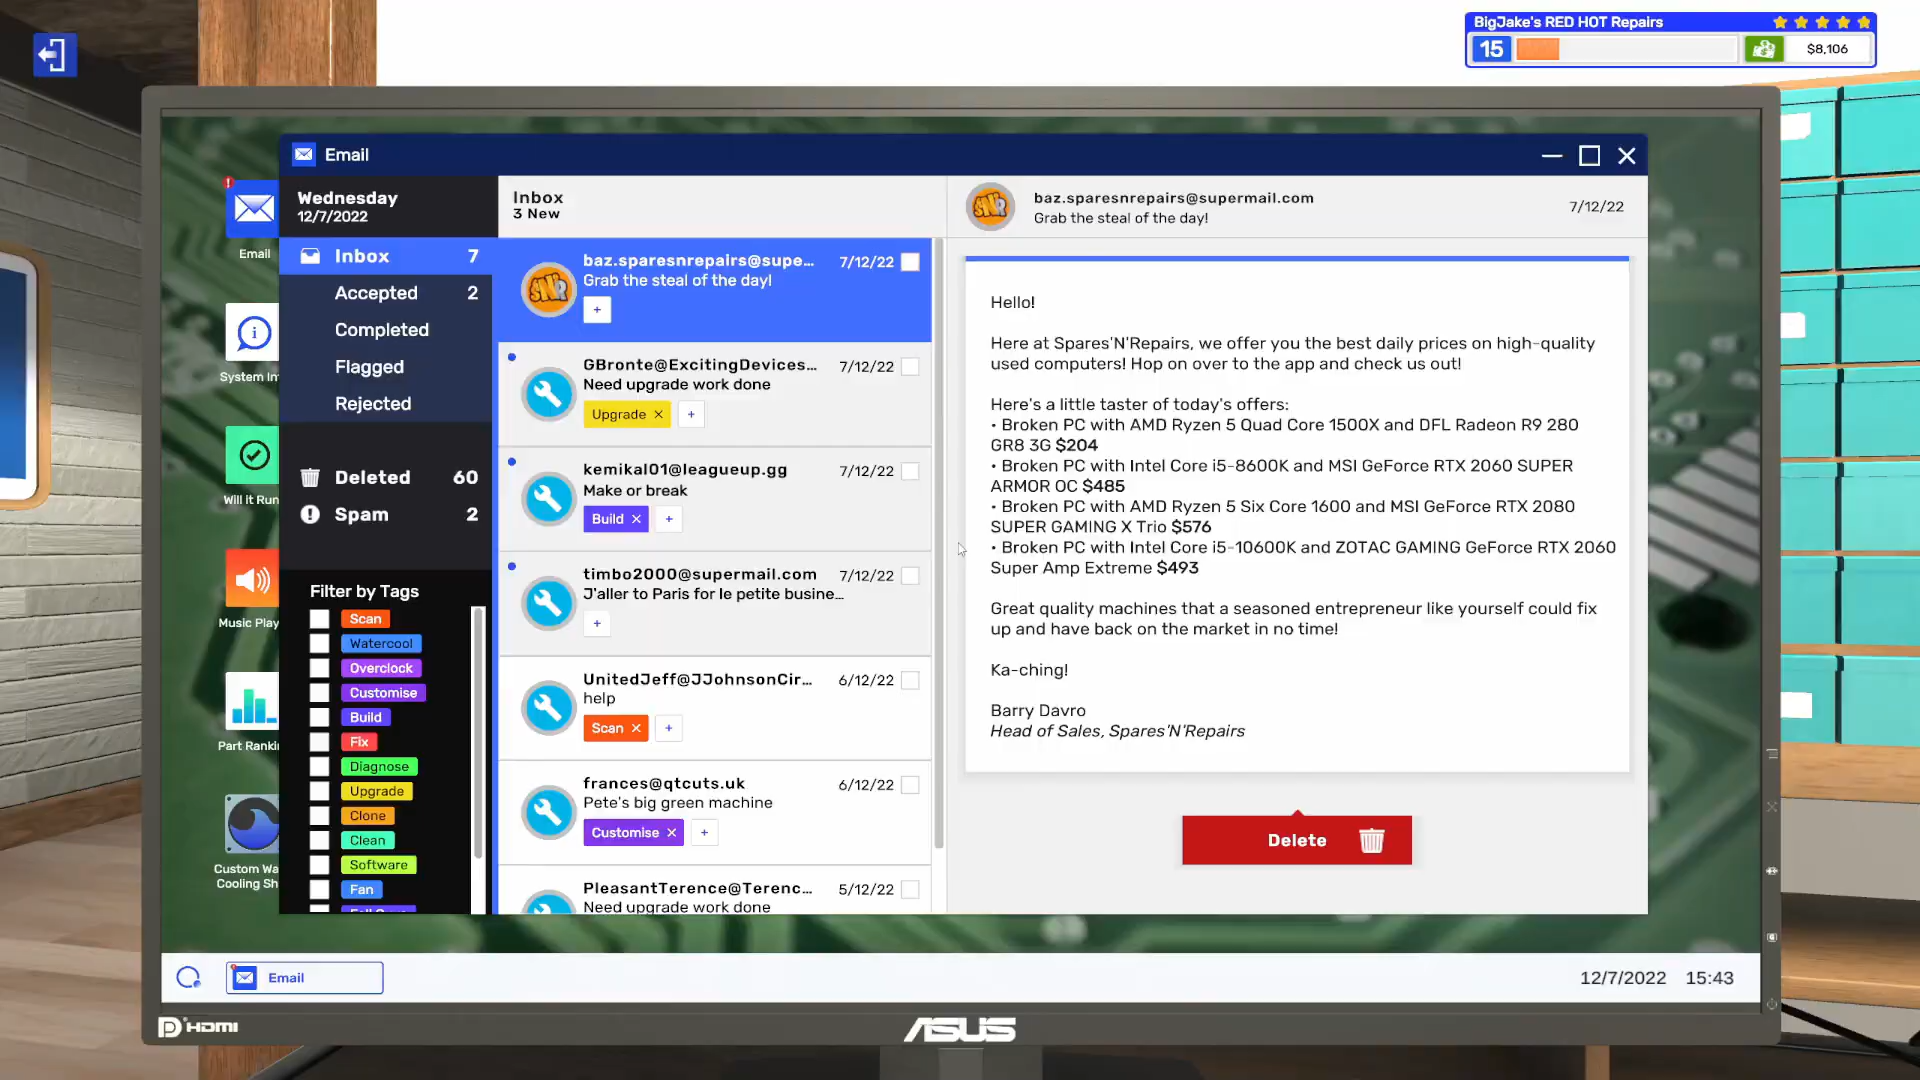 BigJake's RED HOT Repairs
15
$8,106
Email
Wednesday
12/7/2022
Inbox 7
Accepted 2
Completed
Flagged
Rejected
Deleted 60
Spam 2
Filter by Tags
Scan
Watercool
Overclock
Customise
Build
Fix
Diagnose
Upgrade
Clone
Clean
Software
Fan
Email
System In
Will it Run
Music Play
Part Ranki
Custom Wa
Cooling Sh
Inbox
3 New
baz.sparesnrepairs@supe... 7/12/22
Grab the steal of the day!
+
GBronte@ExcitingDevices... 7/12/22
Need upgrade work done
Upgrade × +
kemikal01@leagueup.gg 7/12/22
Make or break
Build × +
timbo2000@supermail.com 7/12/22
J'aller to Paris for le petite busine...
+
UnitedJeff@JJohnsonCir... 6/12/22
help
Scan × +
frances@qtcuts.uk 6/12/22
Pete's big green machine
Customise × +
PleasantTerence@Terenc... 5/12/22
Need upgrade work done
SNR
baz.sparesnrepairs@supermail.com
Grab the steal of the day!
7/12/22
Hello!
Here at Spares'N'Repairs, we offer you the best daily prices on high-quality
used computers! Hop on over to the app and check us out!
Here's a little taster of today's offers:
• Broken PC with AMD Ryzen 5 Quad Core 1500X and DFL Radeon R9 280
GR8 3G $204
• Broken PC with Intel Core i5-8600K and MSI GeForce RTX 2060 SUPER
ARMOR OC $485
• Broken PC with AMD Ryzen 5 Six Core 1600 and MSI GeForce RTX 2080
SUPER GAMING X Trio $576
• Broken PC with Intel Core i5-10600K and ZOTAC GAMING GeForce RTX 2060
Super Amp Extreme $493
Great quality machines that a seasoned entrepreneur like yourself could fix
up and have back on the market in no time!
Ka-ching!
Barry Davro
Head of Sales, Spares'N'Repairs
Delete
Email
12/7/2022 15:43
HDMI
ASUS